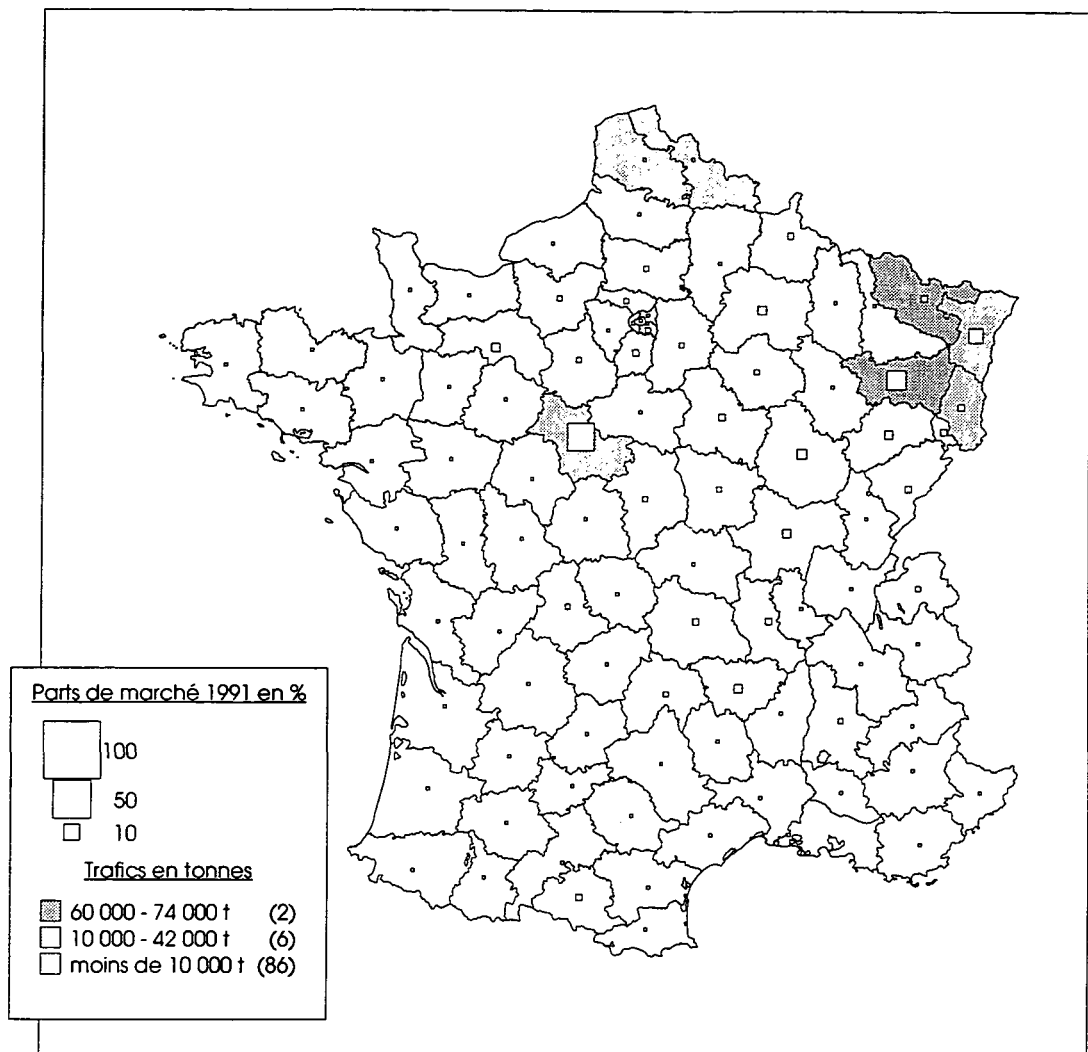 Parts de marché 1991 en %
100
50
10
Trafics en tonnes
60 000 - 74 000 t (2)
10 000 - 42 000 t (6)
moins de 10 000 t (86)